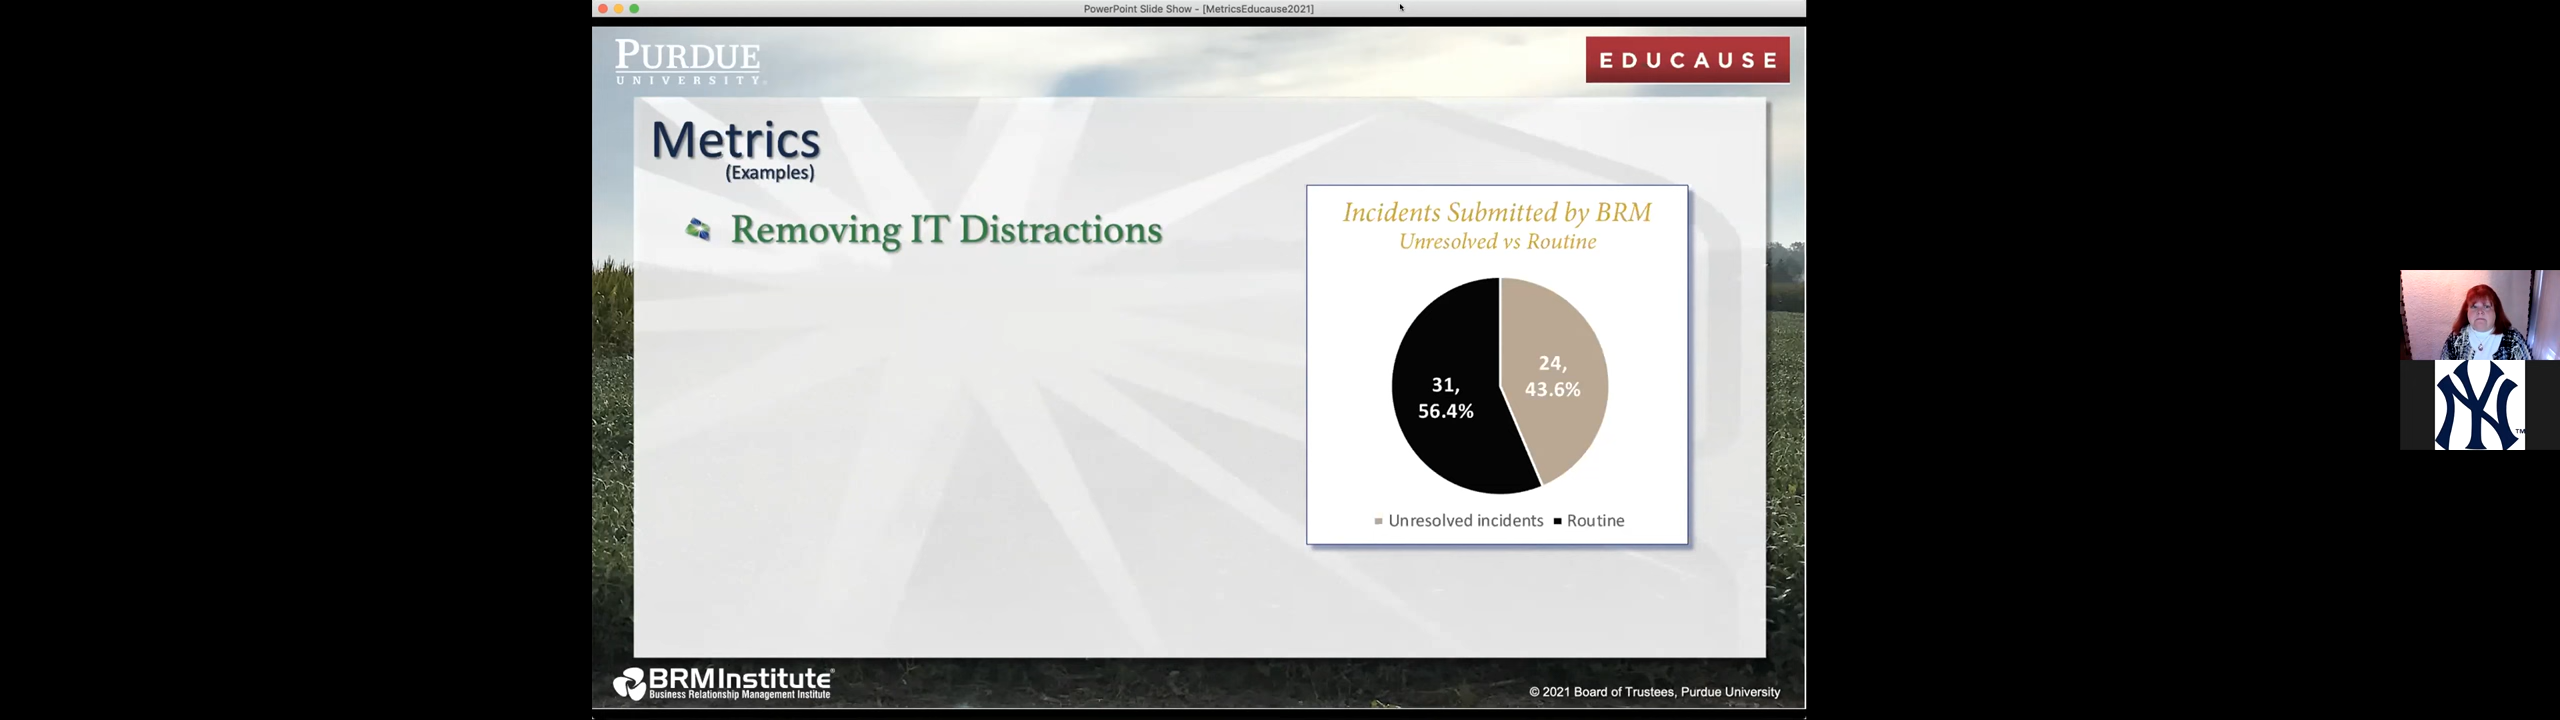 PowerPoint Slide Show - [MetricsEducause2021]
PURDUE
UNIVERSITY
EDUCAUSE
Metrics
(Examples)
Removing IT Distractions
Incidents Submitted by BRM
Unresolved vs Routine
24,
43.6%
31,
56.4%
Unresolved incidents Routine
BRMInstitute®
Business Relationship Management Institute
© 2021 Board of Trustees, Purdue University
NY
TM